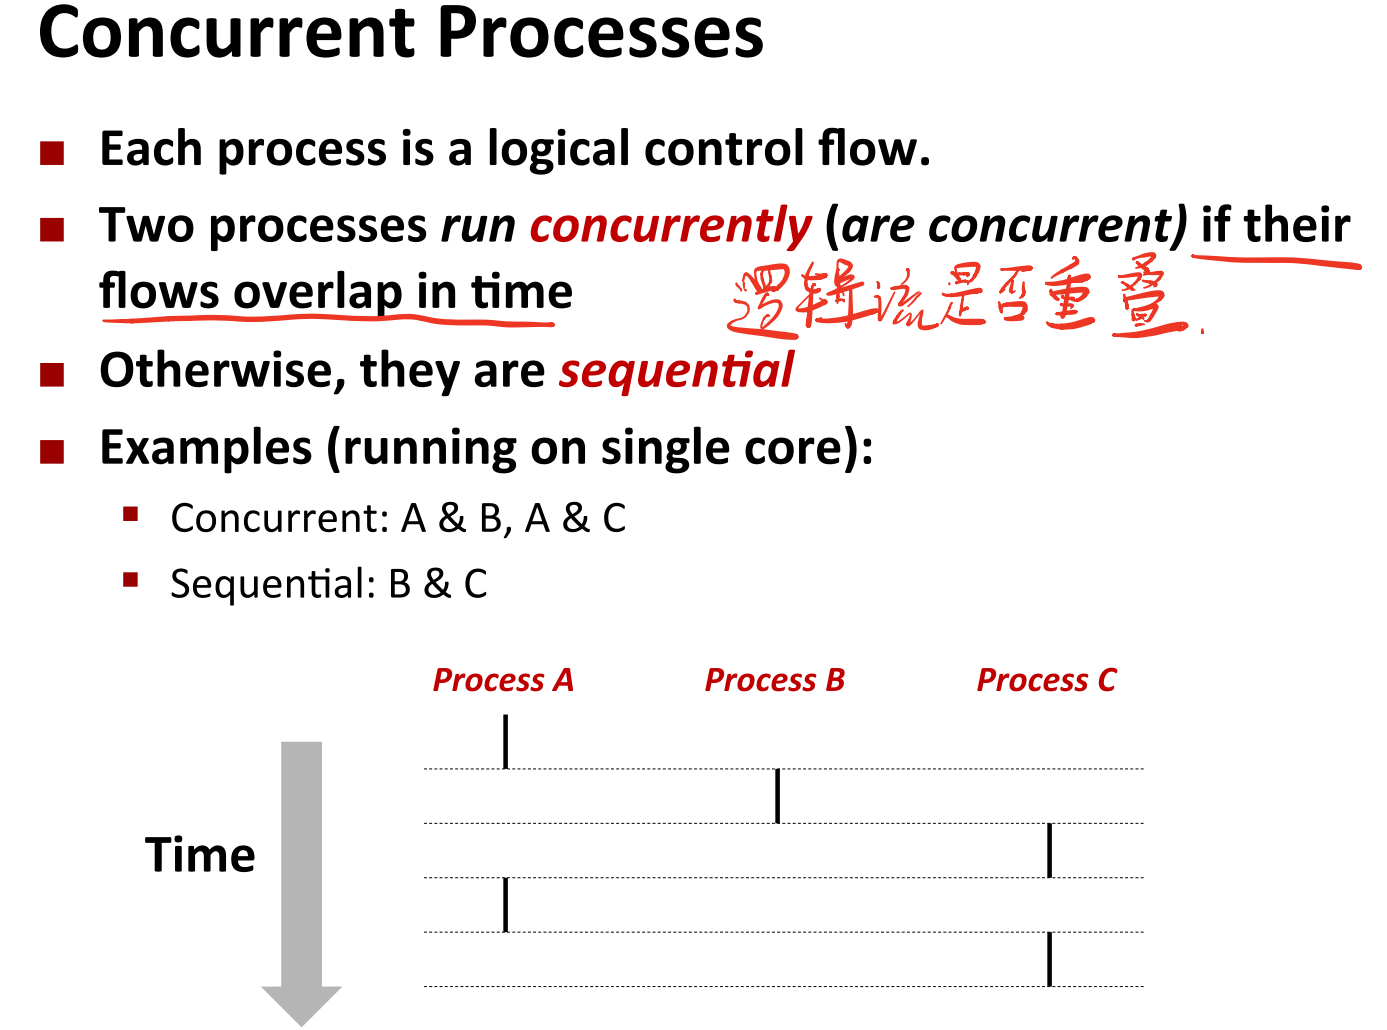 Concurrent Processes
Each process is a logical control flow.
Two processes run concurrently (are concurrent) if their
flows overlap in time
逻辑流是否重叠.
Otherwise, they are sequential
Examples (running on single core):
Concurrent: A & B, A & C
Sequential: B & C
Process A Process B Process C
Time